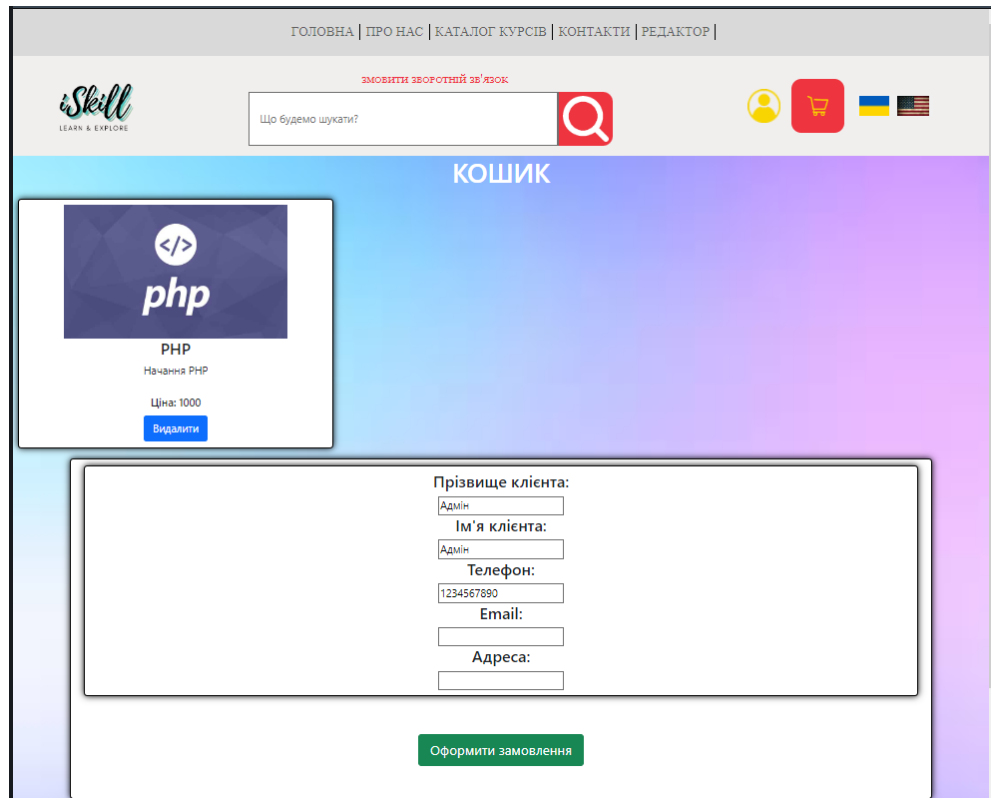 ГОЛОВНА | ПРО НАС | КАТАЛОГ КУРСІВ | КОНТАКТИ | РЕДАКТОР |
ЗМОВИТИ ЗВОРОТНІЙ ЗВ'ЯЗОК
iSkill
LEARN & EXPLORE
Що будемо шукати?
КОШИК
</>
php
PHP
Начання PHP
Ціна: 1000
Видалити
Прізвище клієнта:
Адмін
Ім'я клієнта:
Адмін
Телефон:
1234567890
Email:
Адреса:
Оформити замовлення